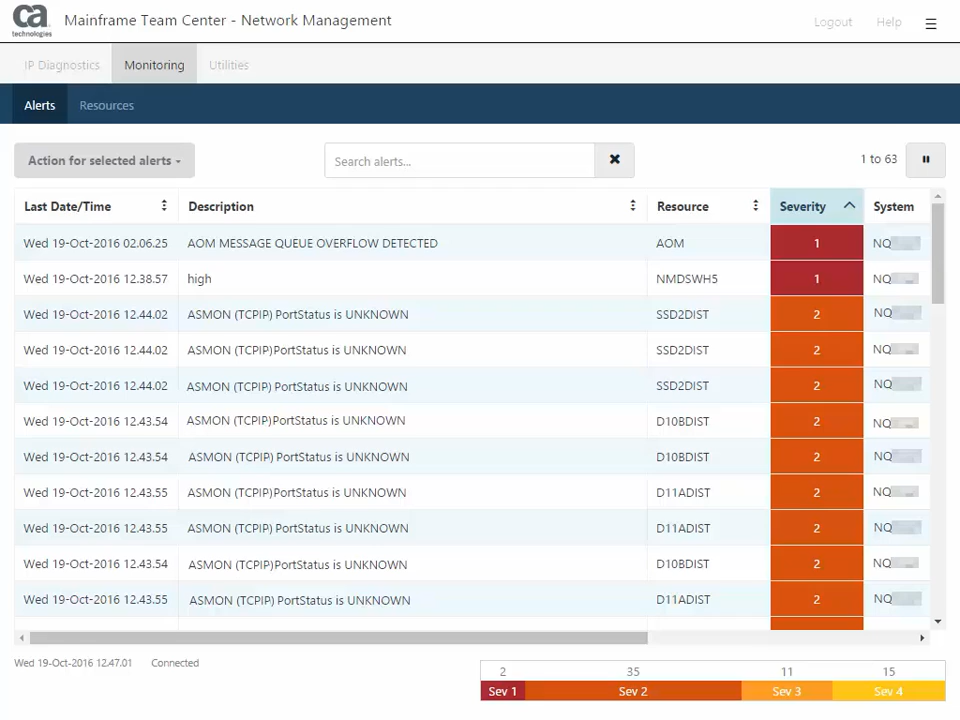 ca Mainframe Team Center - Network Management Logout Help
technologies
IP Diagnostics Monitoring Utilities
Alerts Resources
Action for selected alerts Search alerts... 1 to 63
Last Date/Time Description Resource Severity System
Wed 19-Oct-2016 02.06.25 AOM MESSAGE QUEUE OVERFLOW DETECTED AOM 1 NQ
Wed 19-Oct-2016 12.38.57 high NMDSWH5 1 NQ
Wed 19-Oct-2016 12.44.02 ASMON (TCPIP) PortStatus is UNKNOWN SSD2DIST 2 NQ
Wed 19-Oct-2016 12.44.02 ASMON (TCPIP)PortStatus is UNKNOWN SSD2DIST 2 NQ
Wed 19-Oct-2016 12.44.02 ASMON (TCPIP) PortStatus is UNKNOWN SSD2DIST 2 NQ
Wed 19-Oct-2016 12.43.54 ASMON (TCPIP)PortStatus is UNKNOWN D10BDIST 2 NQ
Wed 19-Oct-2016 12.43.54 ASMON (TCPIP) PortStatus is UNKNOWN D10BDIST 2 NQ
Wed 19-Oct-2016 12.43.55 ASMON (TCPIP)PortStatus is UNKNOWN D11ADIST 2 NQ
Wed 19-Oct-2016 12.43.55 ASMON (TCPIP) PortStatus is UNKNOWN D11ADIST 2 NQ
Wed 19-Oct-2016 12.43.54 ASMON (TCPIP)PortStatus is UNKNOWN D10BDIST 2 NQ
Wed 19-Oct-2016 12.43.55 ASMON (TCPIP) PortStatus is UNKNOWN D11ADIST 2 NQ
Wed 19-Oct-2016 12.47.01 Connected
2 35 11 15
Sev 1 Sev 2 Sev 3 Sev 4